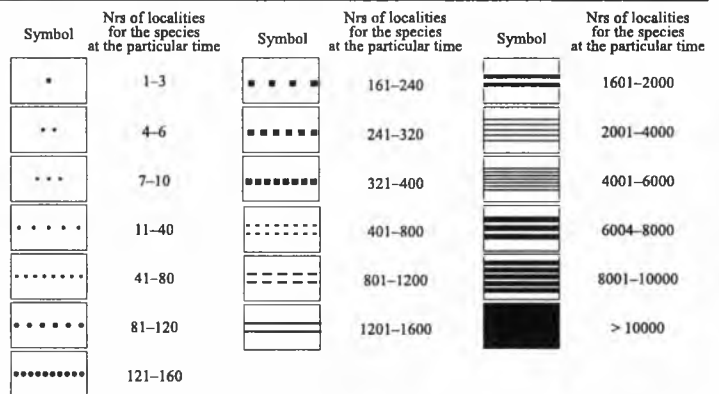 Symbol
Nrs of localities
for the species
at the particular time
1–3
4–6
7–10
11–40
41–80
81–120
121–160
Symbol
Nrs of localities
for the species
at the particular time
161–240
241–320
321–400
401–800
801–1200
1201–1600
Symbol
Nrs of localities
for the species
at the particular time
1601–2000
2001–4000
4001–6000
6004–8000
8001–10000
> 10000